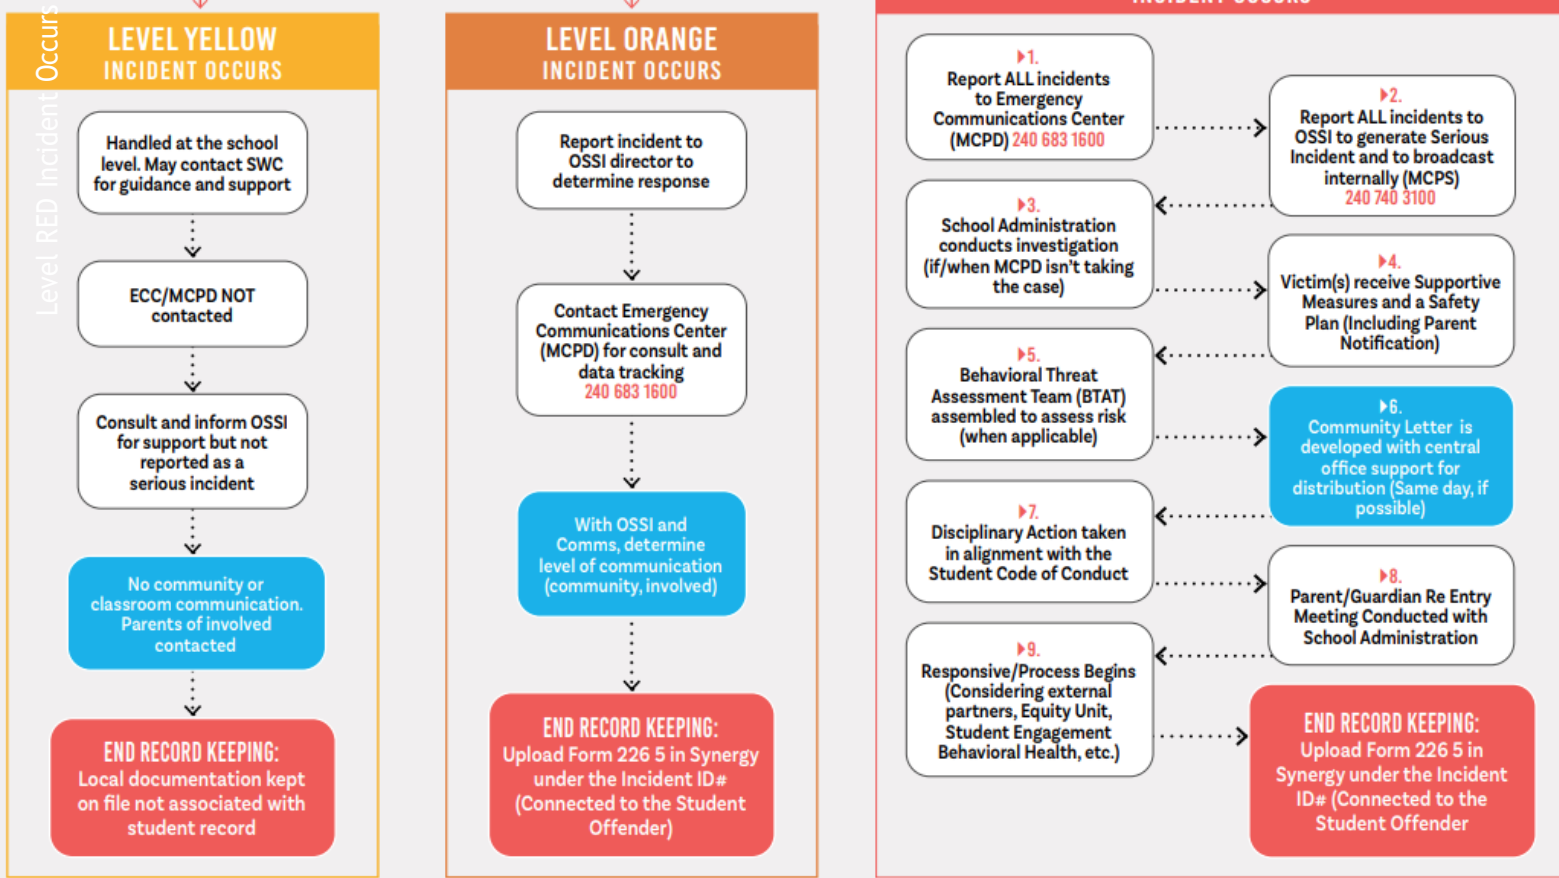 Level RED Incident Occurs
LEVEL YELLOW
INCIDENT OCCURS
Handled at the school
level. May contact SWC
for guidance and support
ECC/MCPD NOT
contacted
Consult and inform OSSI
for support but not
reported as a
serious incident
No community or
classroom communication.
Parents of involved
contacted
END RECORD KEEPING:
Local documentation kept
on file not associated with
student record
LEVEL ORANGE
INCIDENT OCCURS
Report incident to
OSSI director to
determine response
Contact Emergency
Communications Center
(MCPD) for consult and
data tracking
240 683 1600
With OSSI and
Comms, determine
level of communication
(community, involved)
END RECORD KEEPING:
Upload Form 226 5 in Synergy
under the Incident ID#
(Connected to the Student
Offender)
INCIDENT OCCURS
1.
Report ALL incidents
to Emergency
Communications Center
(MCPD) 240 683 1600
2.
Report ALL incidents to
OSSI to generate Serious
Incident and to broadcast
internally (MCPS)
240 740 3100
3.
School Administration
conducts investigation
(if/when MCPD isn't taking
the case)
4.
Victim(s) receive Supportive
Measures and a Safety
Plan (Including Parent
Notification)
5.
Behavioral Threat
Assessment Team (BTAT)
assembled to assess risk
(when applicable)
6.
Community Letter is
developed with central
office support for
distribution (Same day, if
possible)
7.
Disciplinary Action taken
in alignment with the
Student Code of Conduct
8.
Parent/Guardian Re Entry
Meeting Conducted with
School Administration
9.
Responsive/Process Begins
(Considering external
partners, Equity Unit,
Student Engagement
Behavioral Health, etc.)
END RECORD KEEPING:
Upload Form 226 5 in
Synergy under the Incident
ID# (Connected to the
Student Offender